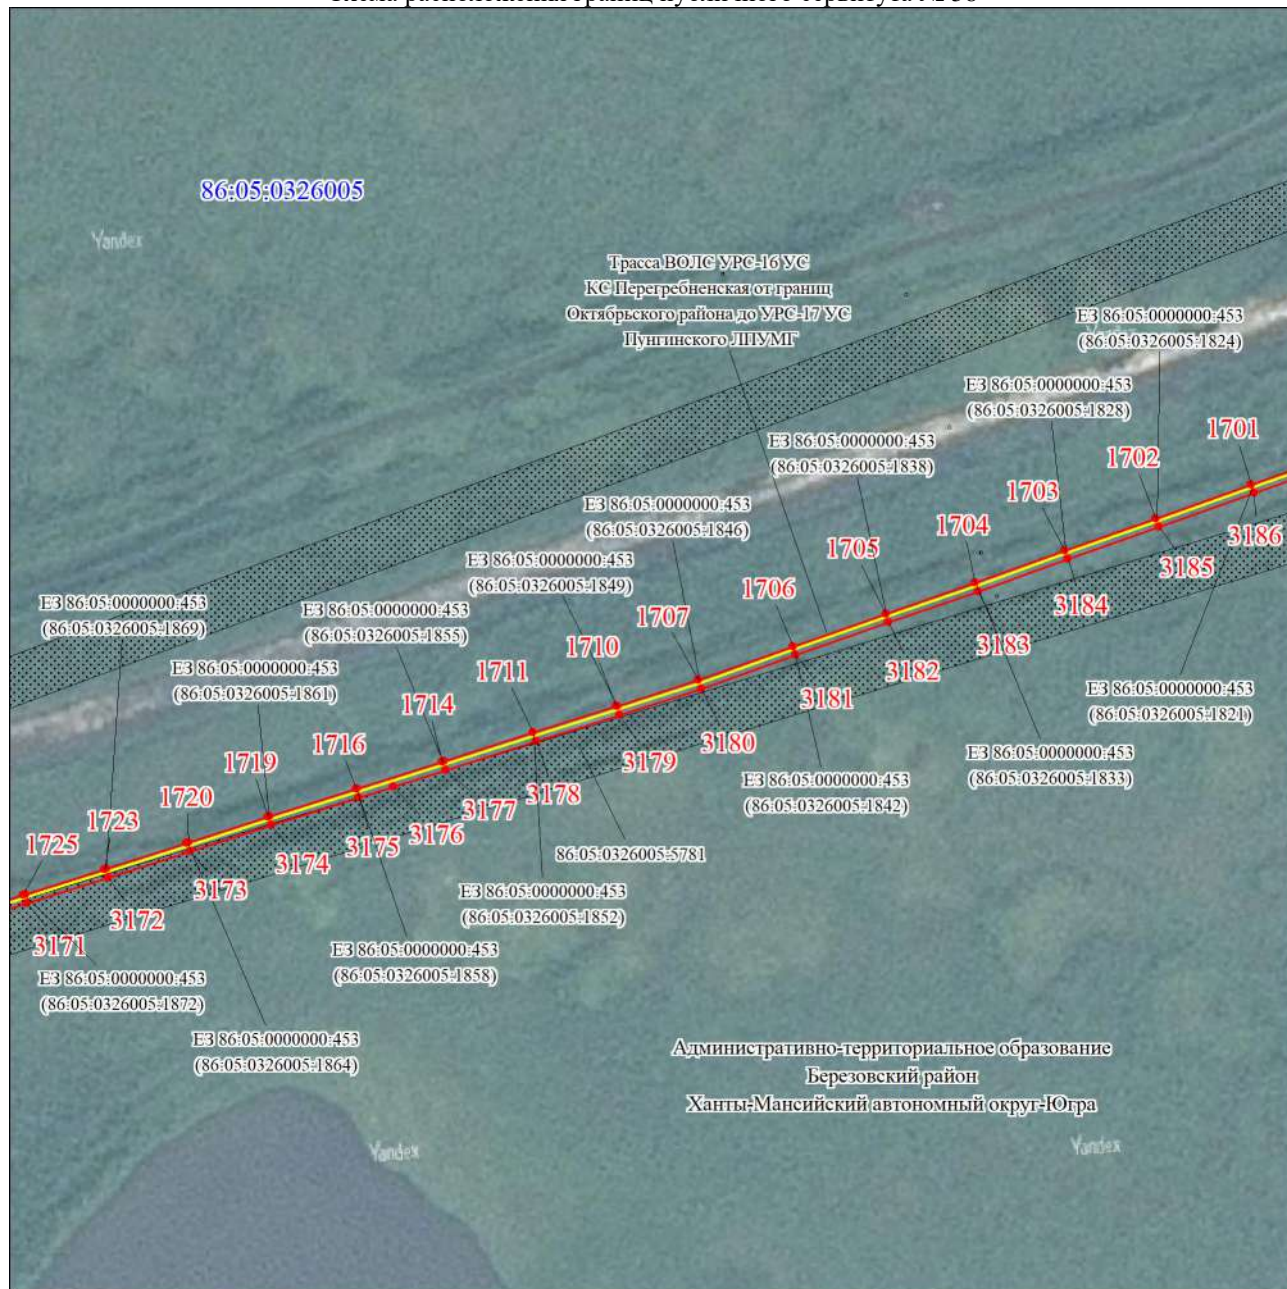 86:05:0326005
Yandex
Трасса ВОЛС УРС-16 УС
КС Перегребненская от границ
Октябрьского района до УРС-17 УС
Пунгинского ЛПУМГ
ЕЗ 86:05:0000000:453
(86:05:0326005:1824)
ЕЗ 86:05:0000000:453
(86:05:0326005:1828)
ЕЗ 86:05:0000000:453
(86:05:0326005:1838)
1701
1702
ЕЗ 86:05:0000000:453
(86:05:0326005:1846)
1703
3186
1704
3185
ЕЗ 86:05:0000000:453
(86:05:0326005:1849)
1705
3184
ЕЗ 86:05:0000000:453
(86:05:0326005:1869)
ЕЗ 86:05:0000000:453
(86:05:0326005:1855)
1706
3183
1707
3182
ЕЗ 86:05:0000000:453
(86:05:0326005:1861)
1710
3181
ЕЗ 86:05:0000000:453
(86:05:0326005:1821)
1711
3180
1714
3179
ЕЗ 86:05:0000000:453
(86:05:0326005:1833)
1716
3178
ЕЗ 86:05:0000000:453
(86:05:0326005:1842)
1719
3177
3176
1720
3175
1723
3174
86:05:0326005:5781
1725
3173
ЕЗ 86:05:0000000:453
(86:05:0326005:1852)
3172
3171
ЕЗ 86:05:0000000:453
(86:05:0326005:1858)
ЕЗ 86:05:0000000:453
(86:05:0326005:1872)
ЕЗ 86:05:0000000:453
(86:05:0326005:1864)
Административно-территориальное образование
Березовский район
Ханты-Мансийский автономный округ-Югра
Yandex
Yandex